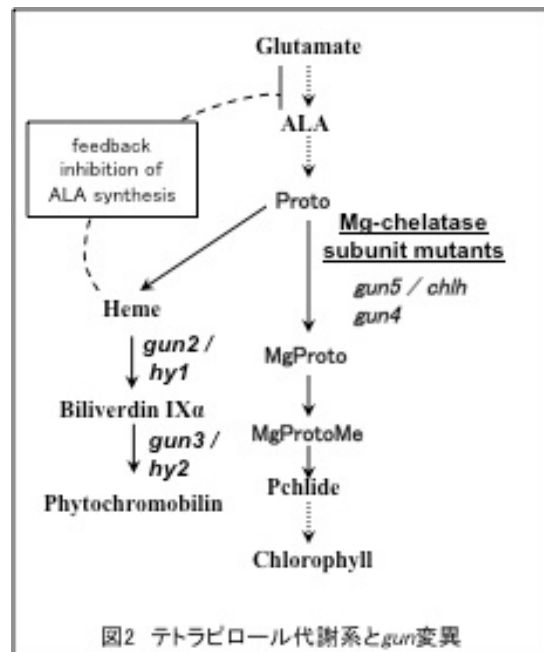 Glutamate
ALA
feedback
inhibition of
ALA synthesis
Proto
Mg-chelatase
subunit mutants
gun5 / chlh
gun4
Heme
gun2 /
hy1
MgProto
Biliverdin IXα
gun3 /
hy2
MgProtoMe
Pchlide
Phytochromobilin
Chlorophyll
図2 テトラピロール代謝系とgun変異